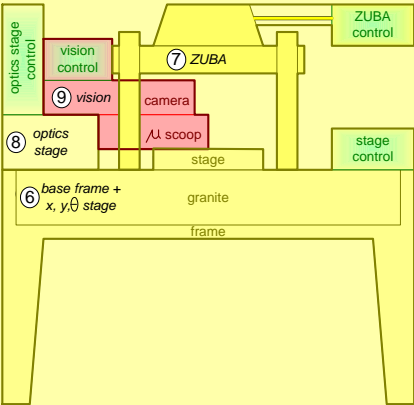 optics stage
control
vision
control
⑦ ZUBA
ZUBA
control
⑨ vision
camera
⑧ optics
stage
μ scoop
stage
stage
control
⑥ base frame +
x, y,θ stage
granite
frame